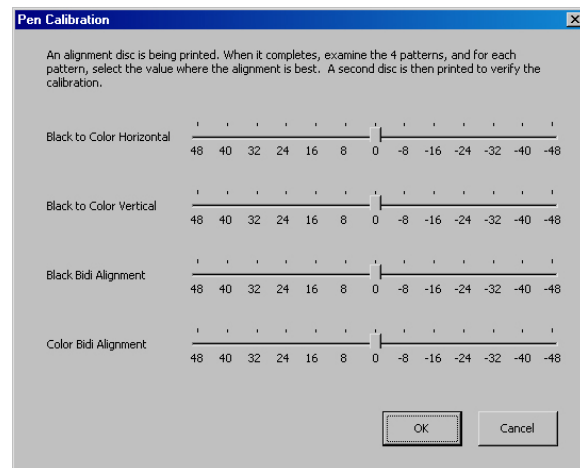 Pen Calibration
An alignment disc is being printed. When it completes, examine the 4 patterns, and for each
pattern, select the value where the alignment is best. A second disc is then printed to verify the
calibration.
Black to Color Horizontal
48 40 32 24 16 8 0 -8 -16 -24 -32 -40 -48
Black to Color Vertical
48 40 32 24 16 8 0 -8 -16 -24 -32 -40 -48
Black Bidi Alignment
48 40 32 24 16 8 0 -8 -16 -24 -32 -40 -48
Color Bidi Alignment
48 40 32 24 16 8 0 -8 -16 -24 -32 -40 -48
OK Cancel